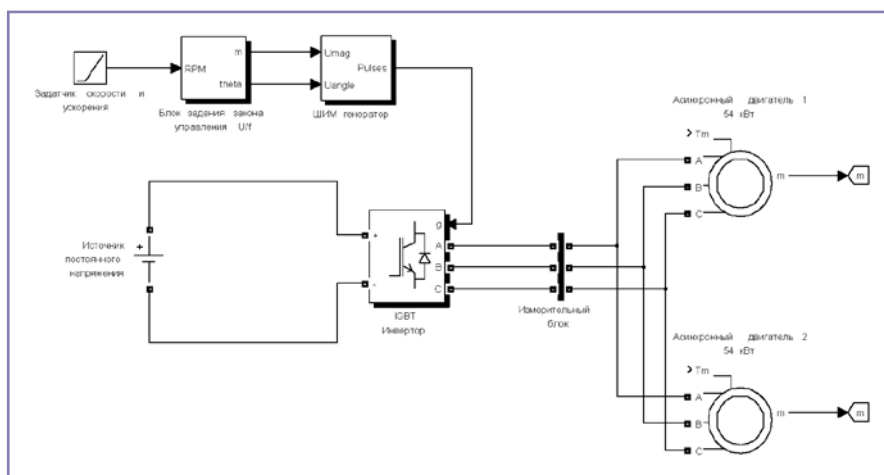 m
Umag
RPM
Pulses
theta
Uangle
Задатчик скорости и
ускорения
Блок задания закона
управления U/f
ШИМ генератор
Асинхронный двигатель 1
54 кВт
Tm
A
m
m
B
C
g
+
A
Источник
постоянного
напряжения
+
B
-
C
IGBT
Инвертор
Измерительный
блок
Асинхронный двигатель 2
54 кВт
Tm
A
m
m
B
C